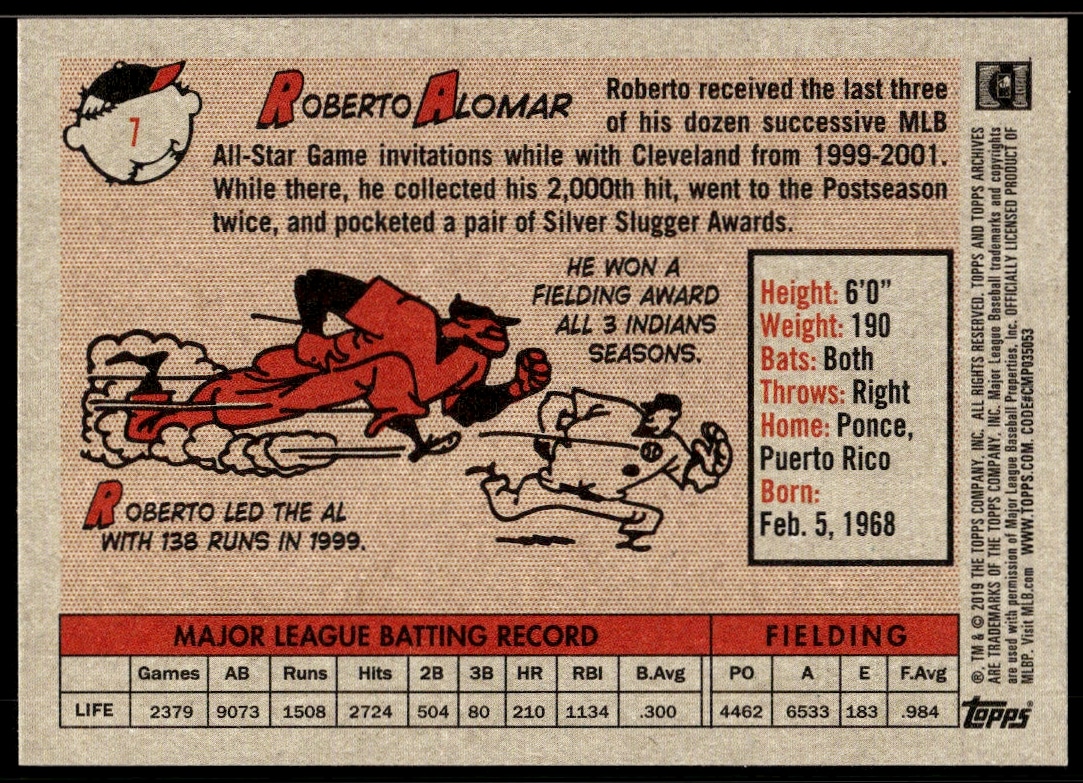 7
ROBERTO ALOMAR
Roberto received the last three
of his dozen successive MLB
All-Star Game invitations while with Cleveland from 1999-2001.
While there, he collected his 2,000th hit, went to the Postseason
twice, and pocketed a pair of Silver Slugger Awards.
HE WON A
FIELDING AWARD
ALL 3 INDIANS
SEASONS.
ROBERTO LED THE AL
WITH 138 RUNS IN 1999.
Height: 6'0"
Weight: 190
Bats: Both
Throws: Right
Home: Ponce,
Puerto Rico
Born:
Feb. 5, 1968
MAJOR LEAGUE BATTING RECORD FIELDING
Games AB Runs Hits 2B 3B HR RBI B.Avg PO A E F.Avg
LIFE 2379 9073 1508 2724 504 80 210 1134 .300 4462 6533 183 .984
®, TM & © 2019 THE TOPPS COMPANY, INC. ALL RIGHTS RESERVED. TOPPS AND TOPPS ARCHIVES
ARE TRADEMARKS OF THE TOPPS COMPANY, INC. Major League Baseball trademarks and copyrights
are used with permission of Major League Baseball Properties, Inc. OFFICIALLY LICENSED PRODUCT OF
MLBP. Visit MLB.com WWW.TOPPS.COM. CODE#CMP035053
Topps®